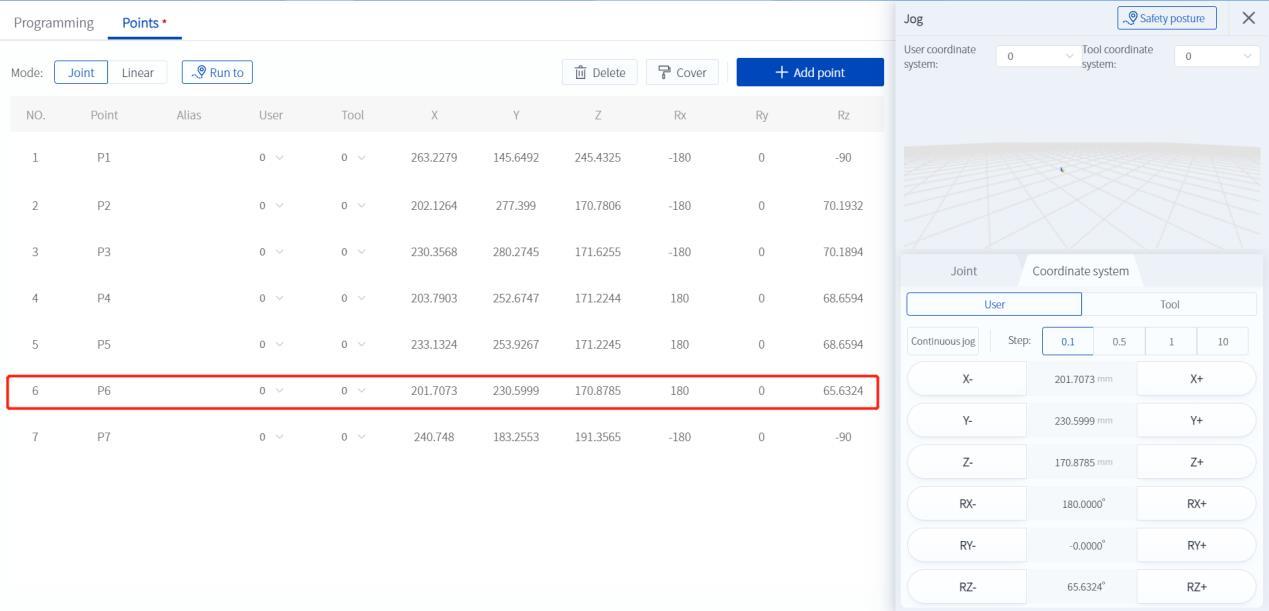 Programming Points •
Mode: Joint Linear Run to Delete Cover + Add point
NO. Point Alias User Tool X Y Z Rx Ry Rz
1 P1 0 0 263.2279 145.6492 245.4325 -180 0 -90
2 P2 0 0 202.1264 277.399 170.7806 -180 0 70.1932
3 P3 0 0 230.3568 280.2745 171.6255 -180 0 70.1894
4 P4 0 0 203.7903 252.6747 171.2244 180 0 68.6594
5 P5 0 0 233.1324 253.9267 171.2245 180 0 68.6594
6 P6 0 0 201.7073 230.5999 170.8785 180 0 65.6324
7 P7 0 0 240.748 183.2553 191.3565 -180 0 -90
Jog Safety posture
User coordinate system: 0 Tool coordinate system: 0
Joint Coordinate system
User Tool
Continuous jog Step: 0.1 0.5 1 10
X- 201.7073 mm X+
Y- 230.5999 mm Y+
Z- 170.8785 mm Z+
RX- 180.0000° RX+
RY- -0.0000° RY+
RZ- 65.6324° RZ+